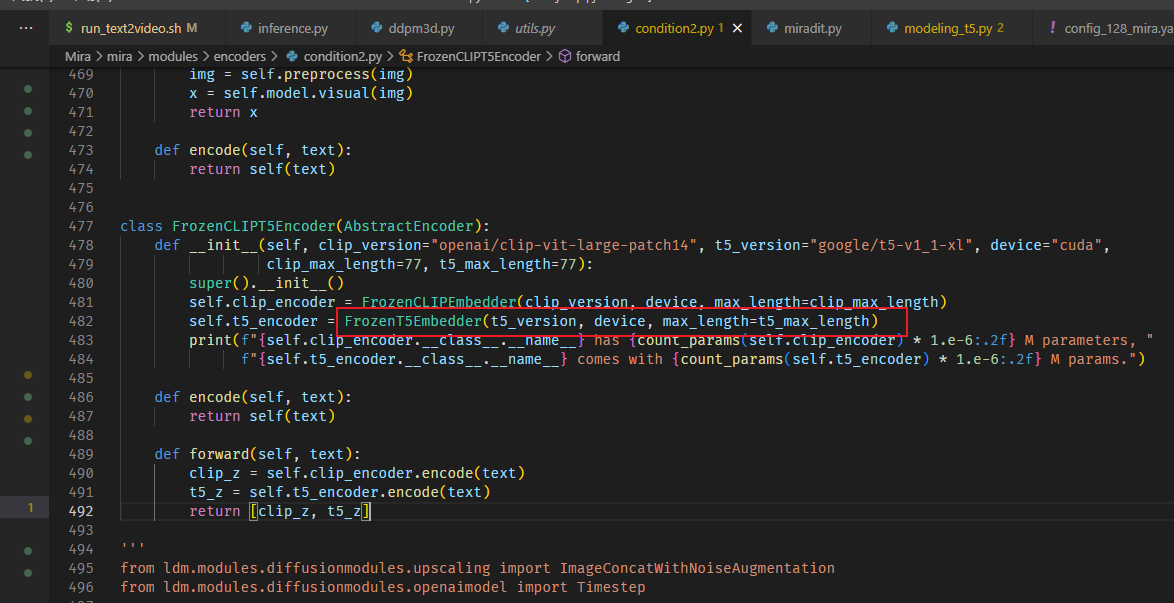 $ run_text2video.sh M inference.py ddpm3d.py utils.py condition2.py 1 × miradit.py modeling_t5.py 2 ! config_128_mira.ya
Mira > mira > modules > encoders > condition2.py > FrozenCLIPT5Encoder > forward
469 img = self.preprocess(img)
470 x = self.model.visual(img)
471 return x
472
473 def encode(self, text):
474 return self(text)
475
476
477 class FrozenCLIPT5Encoder(AbstractEncoder):
478 def __init__(self, clip_version="openai/clip-vit-large-patch14", t5_version="google/t5-v1_1-xl", device="cuda",
479 clip_max_length=77, t5_max_length=77):
480 super().__init__()
481 self.clip_encoder = FrozenCLIPEmbedder(clip_version, device, max_length=clip_max_length)
482 self.t5_encoder = FrozenT5Embedder(t5_version, device, max_length=t5_max_length)
483 print(f"{self.clip_encoder.__class__.__name__} has {count_params(self.clip_encoder) * 1.e-6:.2f} M parameters, "
484 f"{self.t5_encoder.__class__.__name__} comes with {count_params(self.t5_encoder) * 1.e-6:.2f} M params.")
485
486 def encode(self, text):
487 return self(text)
488
489 def forward(self, text):
490 clip_z = self.clip_encoder.encode(text)
491 t5_z = self.t5_encoder.encode(text)
1 492 return [clip_z, t5_z]
493
494 '''
495 from ldm.modules.diffusionmodules.upscaling import ImageConcatWithNoiseAugmentation
496 from ldm.modules.diffusionmodules.openaimodel import Timestep